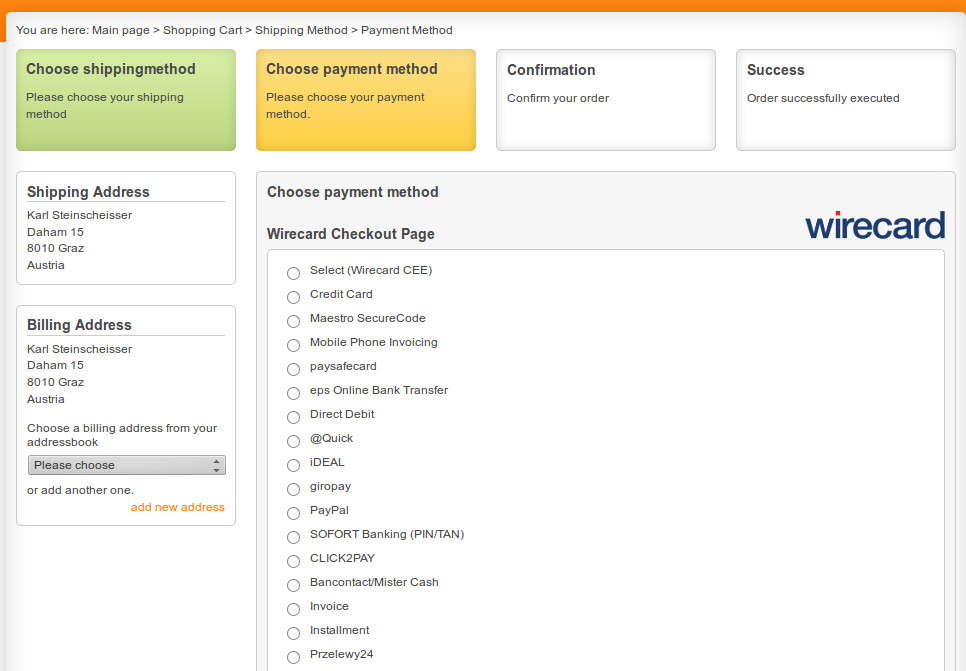 You are here: Main page > Shopping Cart > Shipping Method > Payment Method
Choose shippingmethod
Please choose your shipping
method
Choose payment method
Please choose your payment
method.
Confirmation
Confirm your order
Success
Order successfully executed
Shipping Address
Karl Steinscheisser
Daham 15
8010 Graz
Austria
Billing Address
Karl Steinscheisser
Daham 15
8010 Graz
Austria
Choose a billing address from your
addressbook
Please choose
or add another one.
add new address
Choose payment method
Wirecard Checkout Page
wirecard
Select (Wirecard CEE)
Credit Card
Maestro SecureCode
Mobile Phone Invoicing
paysafecard
eps Online Bank Transfer
Direct Debit
@Quick
iDEAL
giropay
PayPal
SOFORT Banking (PIN/TAN)
CLICK2PAY
Bancontact/Mister Cash
Invoice
Installment
Przelewy24